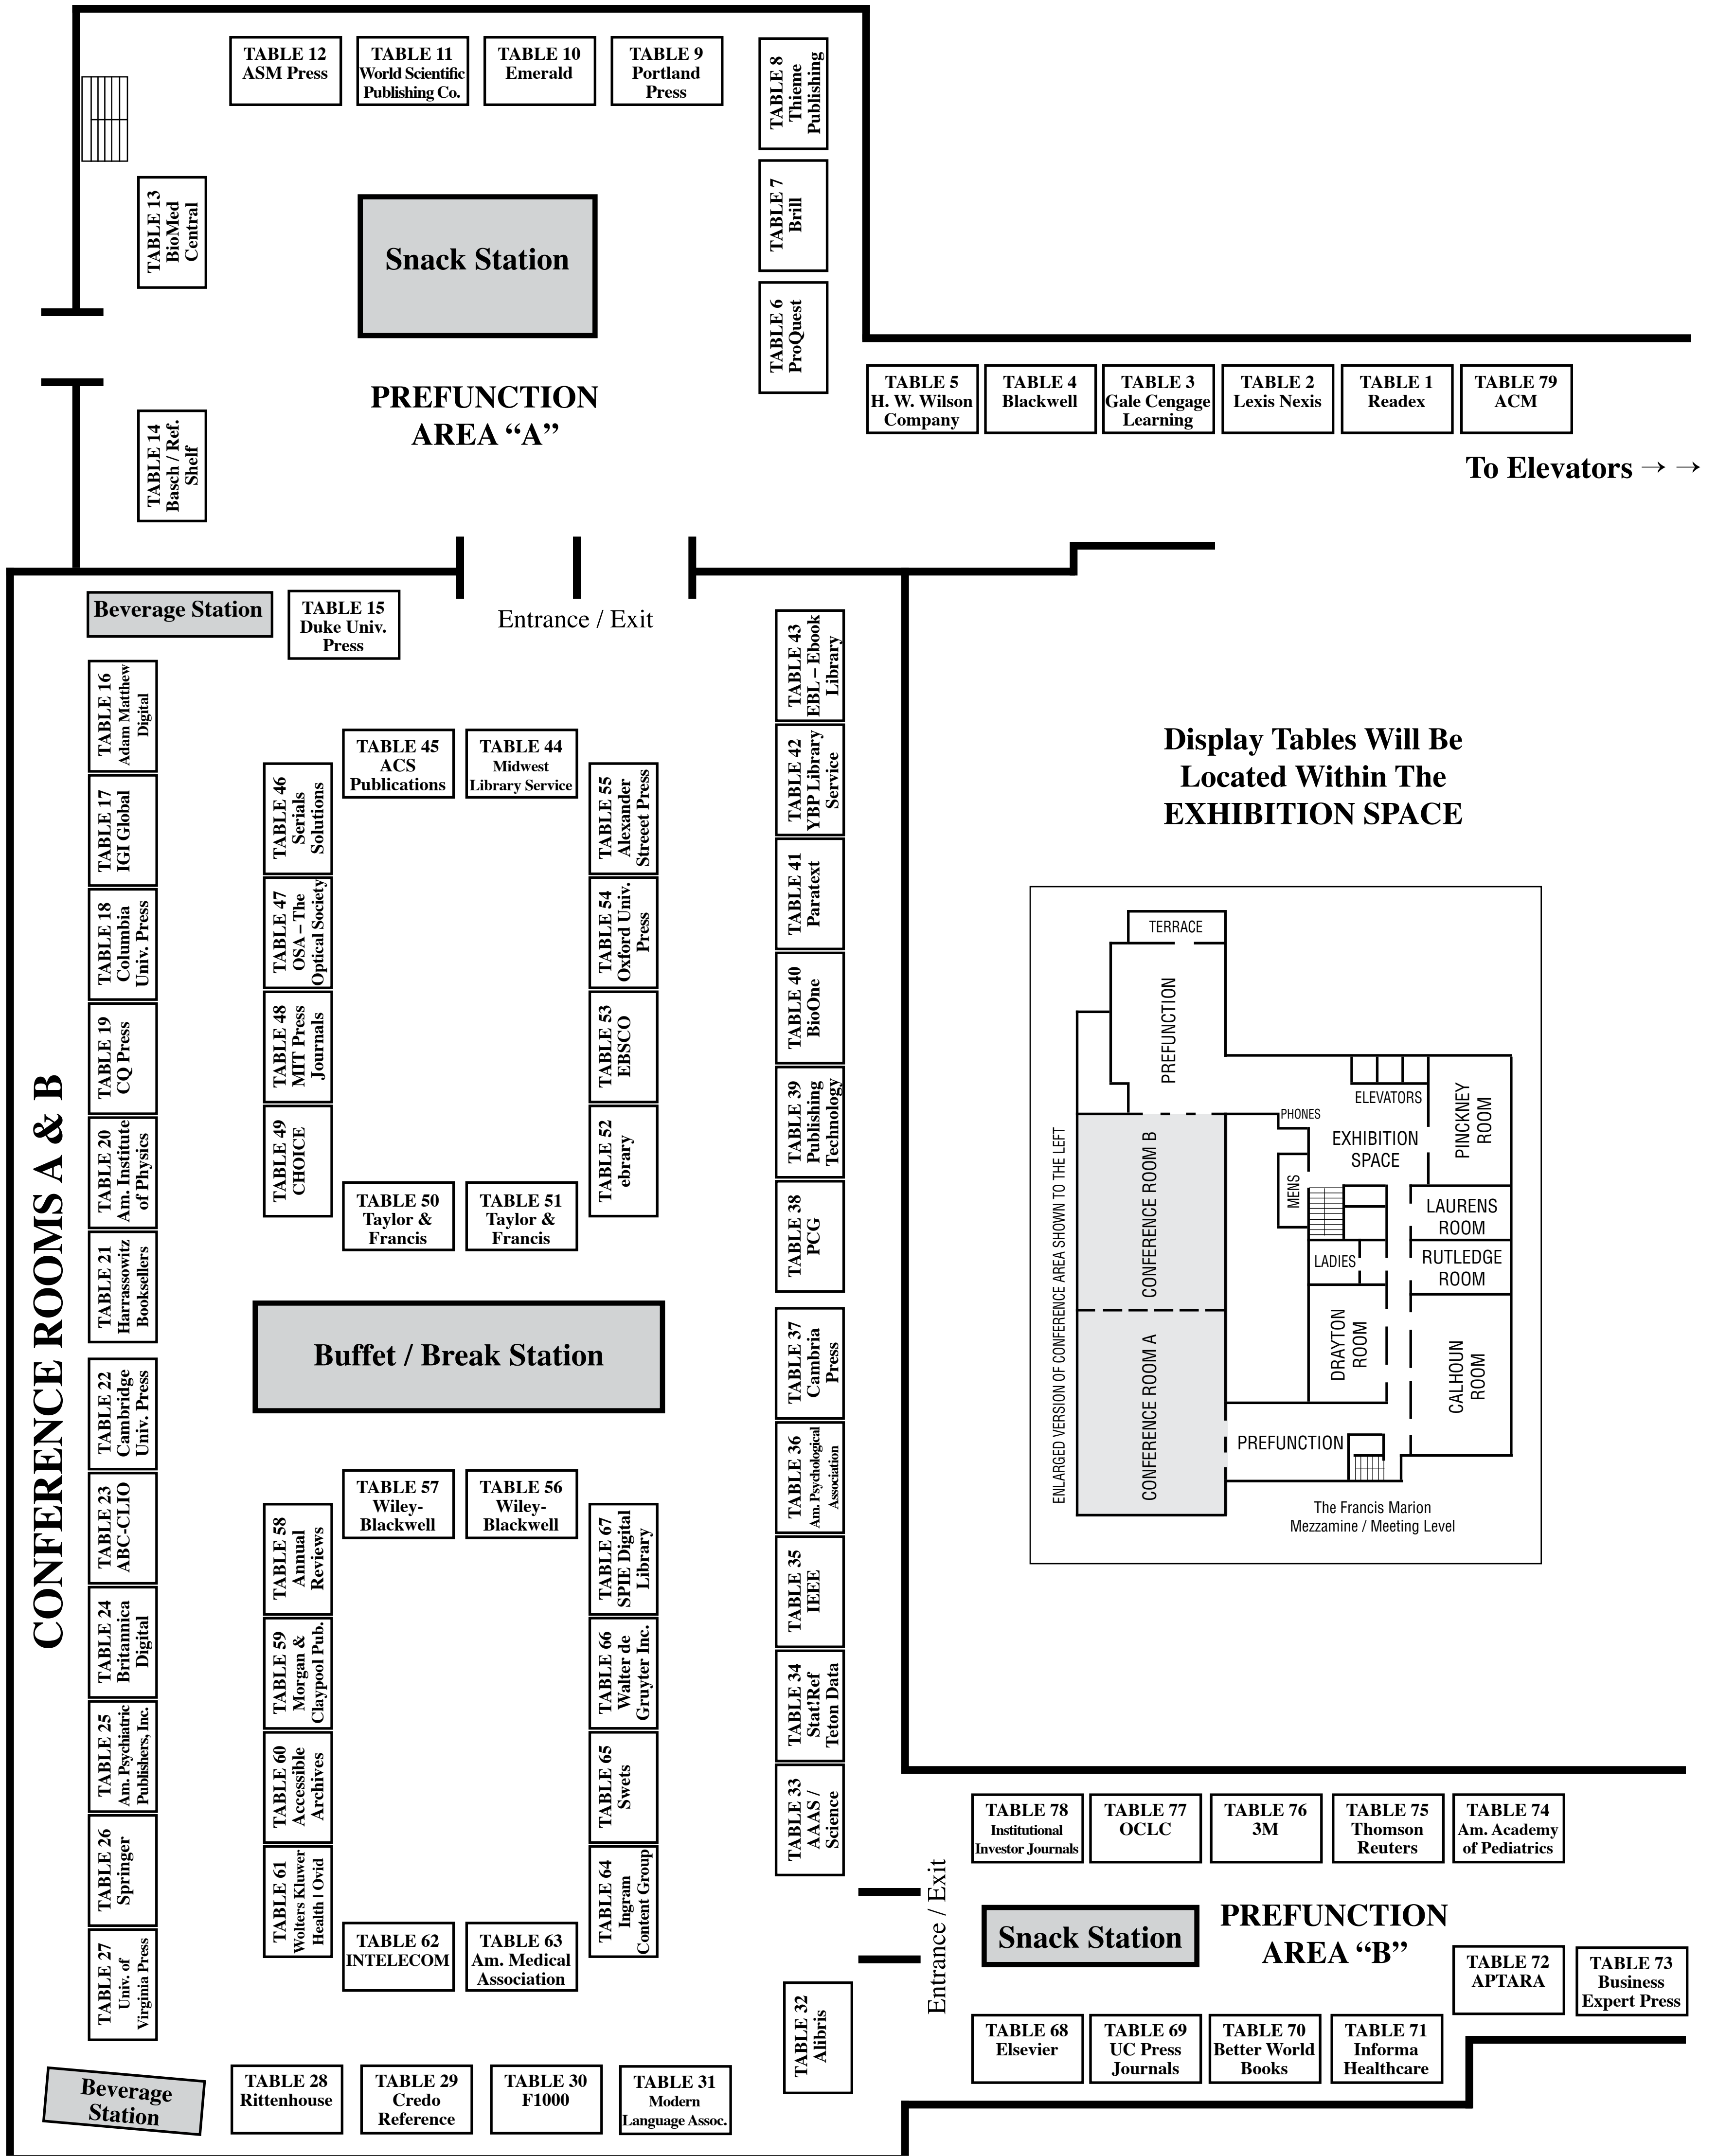 TABLE 12
ASM Press
TABLE 11
World Scientific
Publishing Co.
TABLE 10
Emerald
TABLE 9
Portland
Press
TABLE 8
Thieme
Publishing
TABLE 7
Brill
TABLE 6
ProQuest
TABLE 13
BioMed
Central
Snack Station
PREFUNCTION
AREA “A”
TABLE 14
Basch / Ref.
Shelf
TABLE 5
H. W. Wilson
Company
TABLE 4
Blackwell
TABLE 3
Gale Cengage
Learning
TABLE 2
Lexis Nexis
TABLE 1
Readex
TABLE 79
ACM
To Elevators → →
Beverage Station
TABLE 15
Duke Univ.
Press
Entrance / Exit
CONFERENCE ROOMS A & B
TABLE 16
Adam Matthew
Digital
TABLE 17
IGI Global
TABLE 18
Columbia
Univ. Press
TABLE 19
CQ Press
TABLE 20
Am. Institute
of Physics
TABLE 21
Harrassowitz
Booksellers
TABLE 22
Cambridge
Univ. Press
TABLE 23
ABC-CLIO
TABLE 24
Britannica
Digital
TABLE 25
Am. Psychiatric
Publishers, Inc.
TABLE 26
Springer
TABLE 27
Univ. of
Virginia Press
TABLE 45
ACS
Publications
TABLE 44
Midwest
Library Service
TABLE 46
Serials
Solutions
TABLE 47
OSA – The
Optical Society
TABLE 48
MIT Press
Journals
TABLE 49
CHOICE
TABLE 55
Alexander
Streeet Press
TABLE 54
Oxford Univ.
Press
TABLE 53
EBSCO
TABLE 52
ebrary
TABLE 50
Taylor &
Francis
TABLE 51
Taylor &
Francis
Buffet / Break Station
TABLE 57
Wiley-
Blackwell
TABLE 56
Wiley-
Blackwell
TABLE 58
Annual
Reviews
TABLE 59
Morgan &
Claypool Pub.
TABLE 60
Accessible
Archives
TABLE 61
Wolters Kluwer
Health | Ovid
TABLE 67
SPIE Digital
Library
TABLE 66
Walter de
Gruyter Inc.
TABLE 65
Swets
TABLE 64
Ingram
Content Group
TABLE 62
INTELECOM
TABLE 63
Am. Medical
Association
TABLE 43
EBL – Ebook
Library
TABLE 42
YBP Library
Service
TABLE 41
Paratext
TABLE 40
BioOne
TABLE 39
Publishing
Technology
TABLE 38
PCG
TABLE 37
Cambria
Press
TABLE 36
Am. Psychological
Association
TABLE 35
IEEE
TABLE 34
Stat!Ref
Teton Data
TABLE 33
AAAS /
Science
TABLE 32
Alibris
Beverage
Station
TABLE 28
Rittenhouse
TABLE 29
Credo
Reference
TABLE 30
F1000
TABLE 31
Modern
Language Assoc.
Display Tables Will Be
Located Within The
EXHIBITION SPACE
ENLARGED VERSION OF CONFERENCE AREA SHOWN TO THE LEFT
TERRACE
PREFUNCTION
ELEVATORS
PHONES
EXHIBITION
SPACE
PINCKNEY
ROOM
CONFERENCE ROOM B
MENS
LAURENS
ROOM
LADIES
RUTLEDGE
ROOM
CONFERENCE ROOM A
DRAYTON
ROOM
CALHOUN
ROOM
PREFUNCTION
The Francis Marion
Mezzamine / Meeting Level
TABLE 78
Institutional
Investor Journals
TABLE 77
OCLC
TABLE 76
3M
TABLE 75
Thomson
Reuters
TABLE 74
Am. Academy
of Pediatrics
Entrance / Exit
Snack Station
PREFUNCTION
AREA “B”
TABLE 72
APTARA
TABLE 73
Business
Expert Press
TABLE 68
Elsevier
TABLE 69
UC Press
Journals
TABLE 70
Better World
Books
TABLE 71
Informa
Healthcare